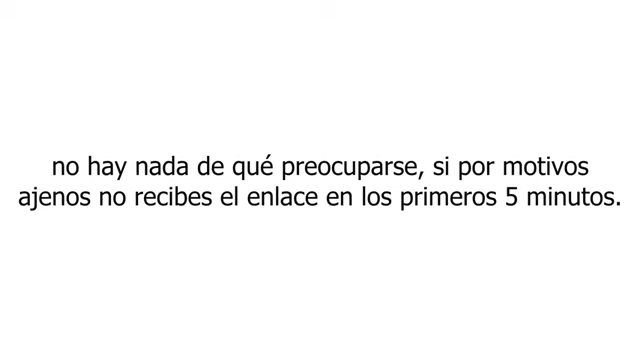 no hay nada de qué preocuparse, si por motivos
ajenos no recibes el enlace en los primeros 5 minutos.